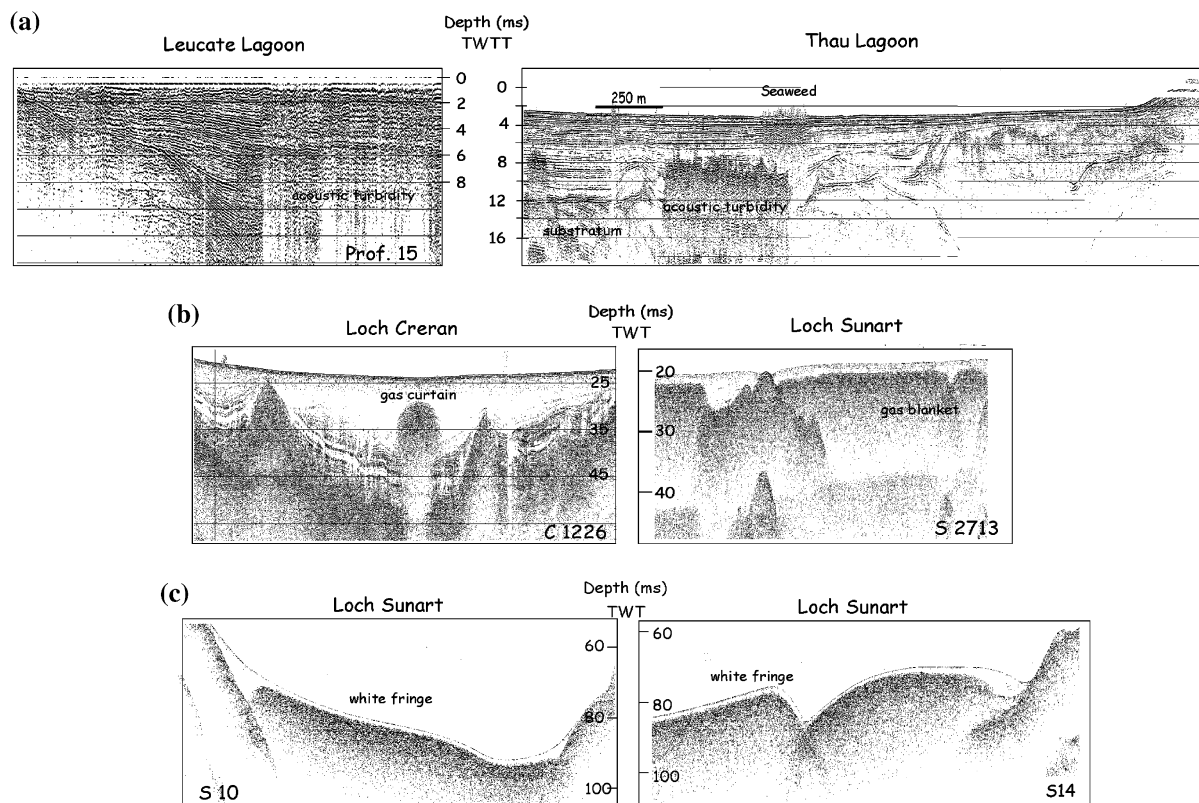 (a)
Depth (ms)
TWTT
Leucate Lagoon
Thau Lagoon
0
2
4
6
8
acoustic turbidity
Prof. 15
0
4
8
12
16
250 m
Seaweed
acoustic turbidity
substratum
(b)
Depth (ms)
TWT
Loch Creran
Loch Sunart
gas curtain
25
35
45
C 1226
20
30
40
gas blanket
S 2713
(c)
Depth (ms)
TWT
Loch Sunart
Loch Sunart
white fringe
60
80
100
S 10
60
80
100
white fringe
S14